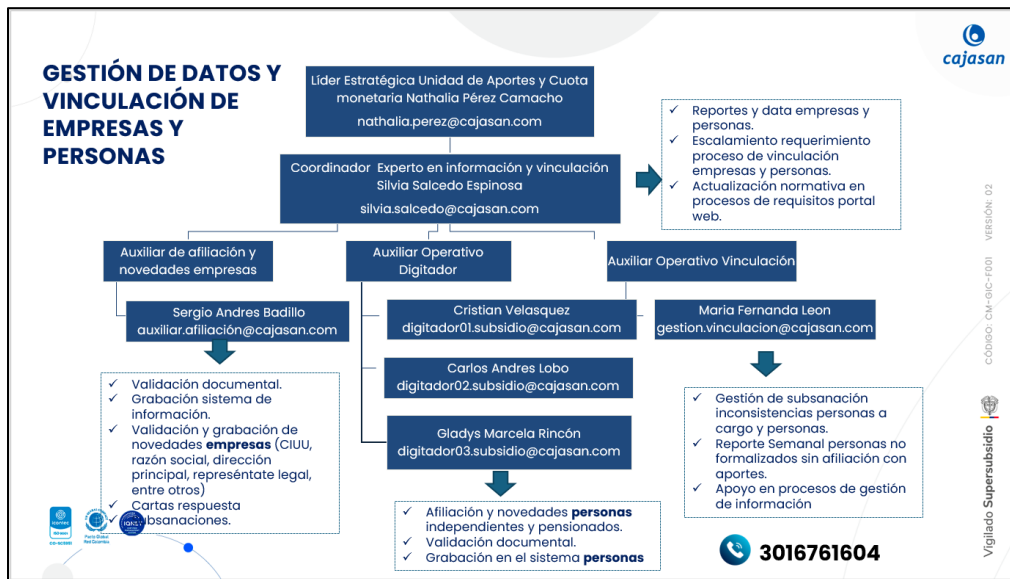 cajasan
GESTIÓN DE DATOS Y
VINCULACIÓN DE
EMPRESAS Y
PERSONAS
Líder Estratégica Unidad de Aportes y Cuota
monetaria Nathalia Pérez Camacho
nathalia.perez@cajasan.com
Coordinador Experto en información y vinculación
Silvia Salcedo Espinosa
silvia.salcedo@cajasan.com
✓ Reportes y data empresas y
personas.
✓ Escalamiento requerimiento
proceso de vinculación
empresas y personas.
✓ Actualización normativa en
procesos de requisitos portal
web.
Auxiliar de afiliación y
novedades empresas
Auxiliar Operativo
Digitador
Auxiliar Operativo Vinculación
Sergio Andres Badillo
auxiliar.afiliación@cajasan.com
Cristian Velasquez
digitador01.subsidio@cajasan.com
Maria Fernanda Leon
gestion.vinculacion@cajasan.com
Carlos Andres Lobo
digitador02.subsidio@cajasan.com
Gladys Marcela Rincón
digitador03.subsidio@cajasan.com
✓ Validación documental.
✓ Grabación sistema de
información.
✓ Validación y grabación de
novedades empresas (CIUU,
razón social, dirección
principal, represéntate legal,
entre otros)
✓ Cartas respuesta
✓ subsanaciones.
✓ Afiliación y novedades personas
independientes y pensionados.
✓ Validación documental.
✓ Grabación en el sistema personas
✓ Gestión de subsanación
inconsistencias personas a
cargo y personas.
✓ Reporte Semanal personas no
formalizados sin afiliación con
aportes.
✓ Apoyo en procesos de gestión
de información
3016761604
CÓDIGO: CM-GIC-F001 VERSIÓN: 02
Vigilado Supersubsidio
icontec
Pacto Global
Red Colombia
IQNET